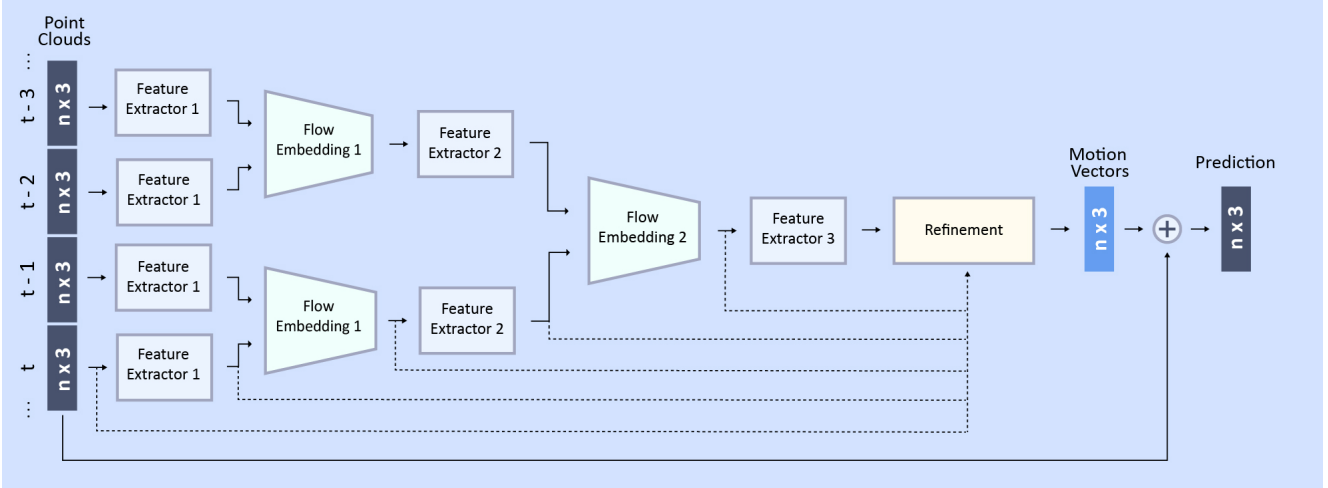 Point
Clouds
...
t - 3
n x 3
Feature
Extractor 1
t - 2
n x 3
Feature
Extractor 1
Flow
Embedding 1
Feature
Extractor 2
t - 1
n x 3
Feature
Extractor 1
t
n x 3
Feature
Extractor 1
...
Flow
Embedding 1
Feature
Extractor 2
Flow
Embedding 2
Feature
Extractor 3
Refinement
Motion
Vectors
n x 3
+
Prediction
n x 3